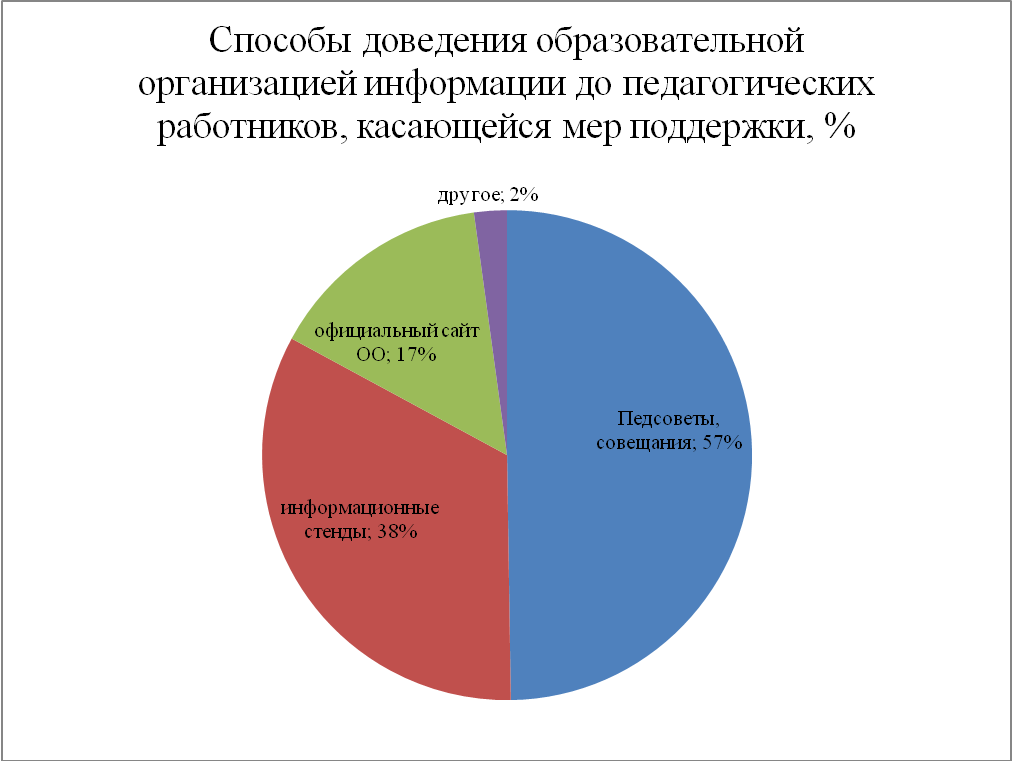 Способы доведения образовательной
организацией информации до педагогических
работников, касающейся мер поддержки, %
другое; 2%
официальный сайт
ОО; 17%
Педсоветы,
совещания; 57%
информационные
стенды; 38%